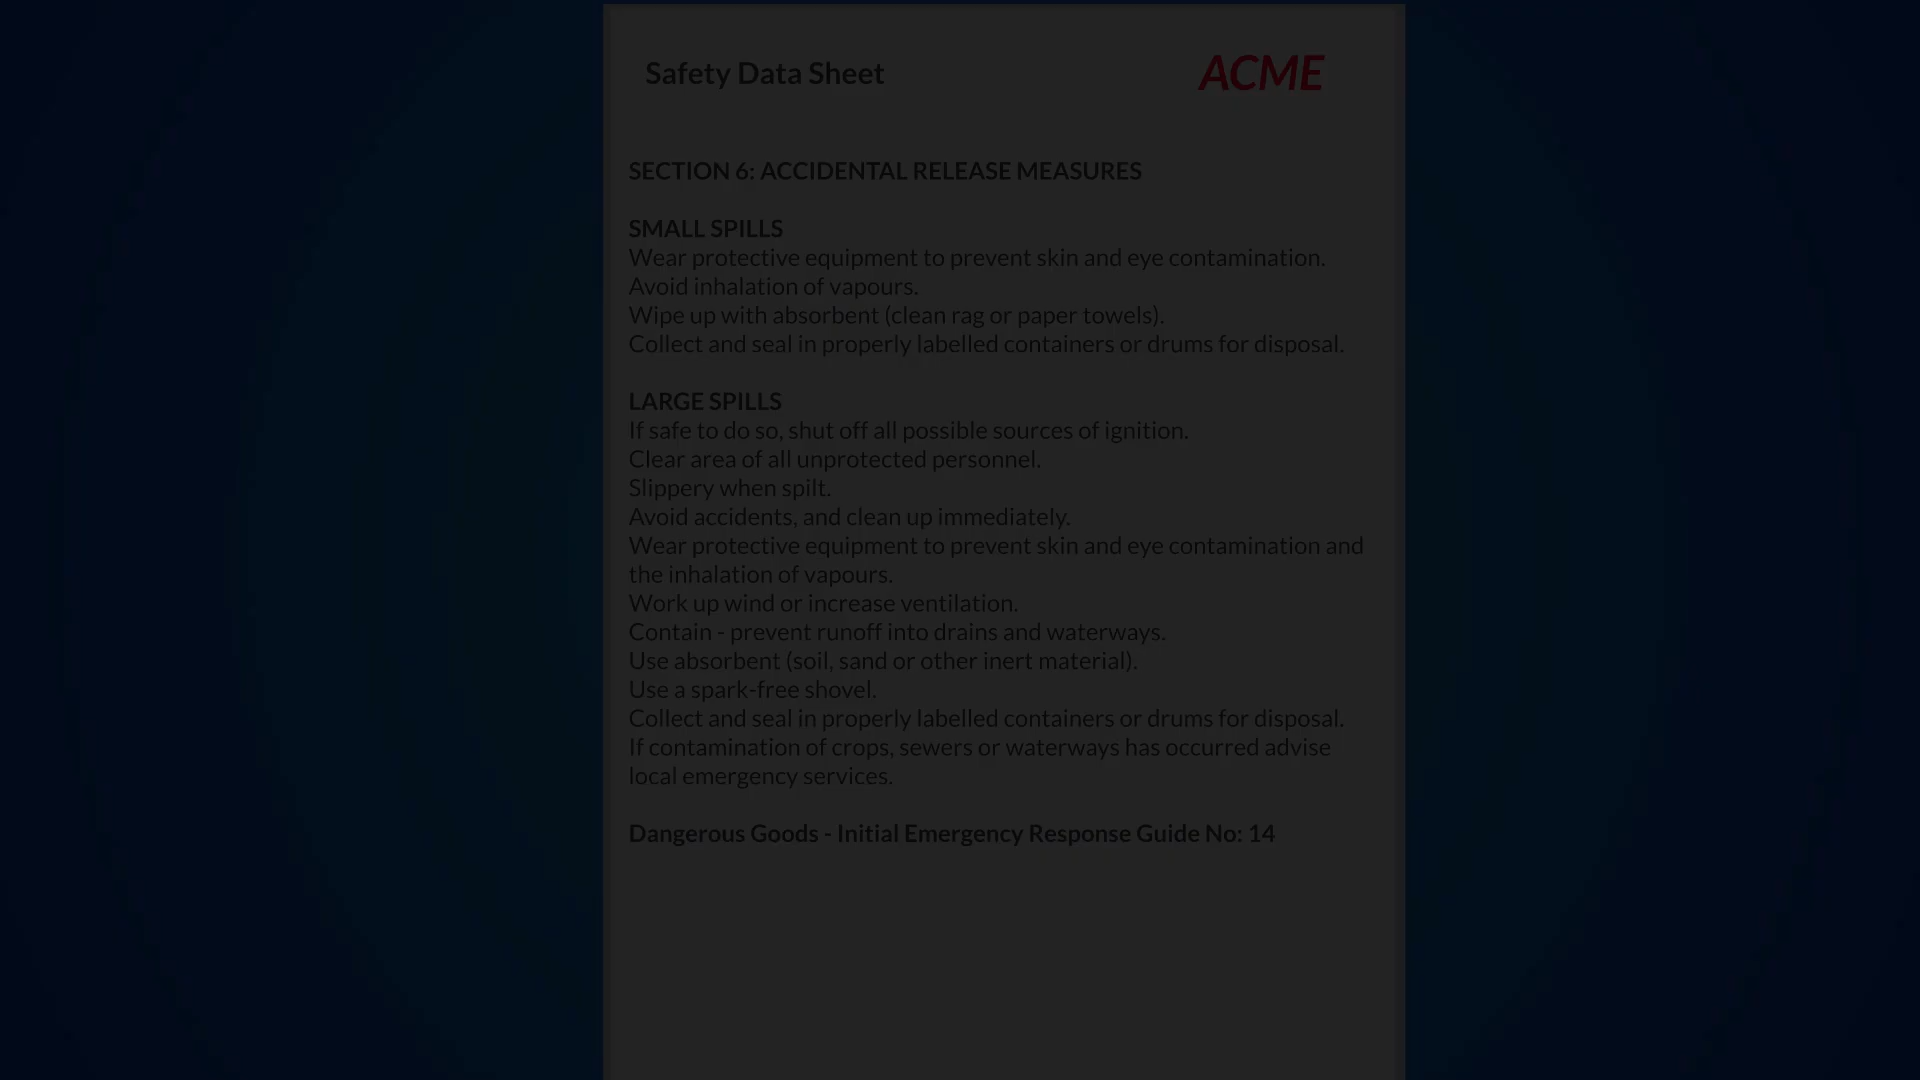 Safety Data Sheet
ACME
SECTION 6: ACCIDENTAL RELEASE MEASURES
SMALL SPILLS
Wear protective equipment to prevent skin and eye contamination.
Avoid inhalation of vapours.
Wipe up with absorbent (clean rag or paper towels).
Collect and seal in properly labelled containers or drums for disposal.
LARGE SPILLS
If safe to do so, shut off all possible sources of ignition.
Clear area of all unprotected personnel.
Slippery when spilt.
Avoid accidents, and clean up immediately.
Wear protective equipment to prevent skin and eye contamination and
the inhalation of vapours.
Work up wind or increase ventilation.
Contain - prevent runoff into drains and waterways.
Use absorbent (soil, sand or other inert material).
Use a spark-free shovel.
Collect and seal in properly labelled containers or drums for disposal.
If contamination of crops, sewers or waterways has occurred advise
local emergency services.
Dangerous Goods - Initial Emergency Response Guide No: 14